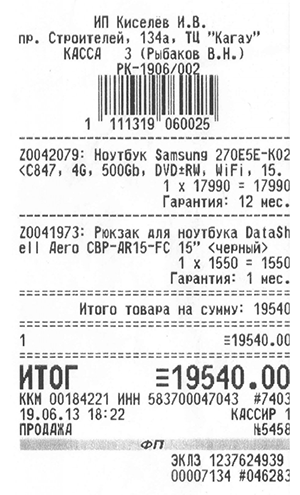 ИП Киселев И.В.
пр. Строителей, 134а, ТЦ "Кагау"
КАССА 3 (Рыбаков В.Н.)
РК-1906/002
1 111319 060025
Z0042079: Ноутбук Samsung 270E5E-K02
<C847, 4G, 500Gb, DVD±RW, WiFi, 15.
1 x 17990 = 17990
Гарантия: 12 мес.
Z0041973: Рюкзак для ноутбука DataSh
ell Aero CBP-AR15-FC 15" <черный>
1 x 1550 = 1550
Гарантия: 1 мес.
Итого товара на сумму: 19540
1 ≡19540.00
ИТОГ ≡19540.00
ККМ 00184221 ИНН 583700047043 #7403
19.06.13 18:22 КАССИР 1
ПРОДАЖА №5458
ФП
ЭКЛЗ 1237624939
00007134 #046283